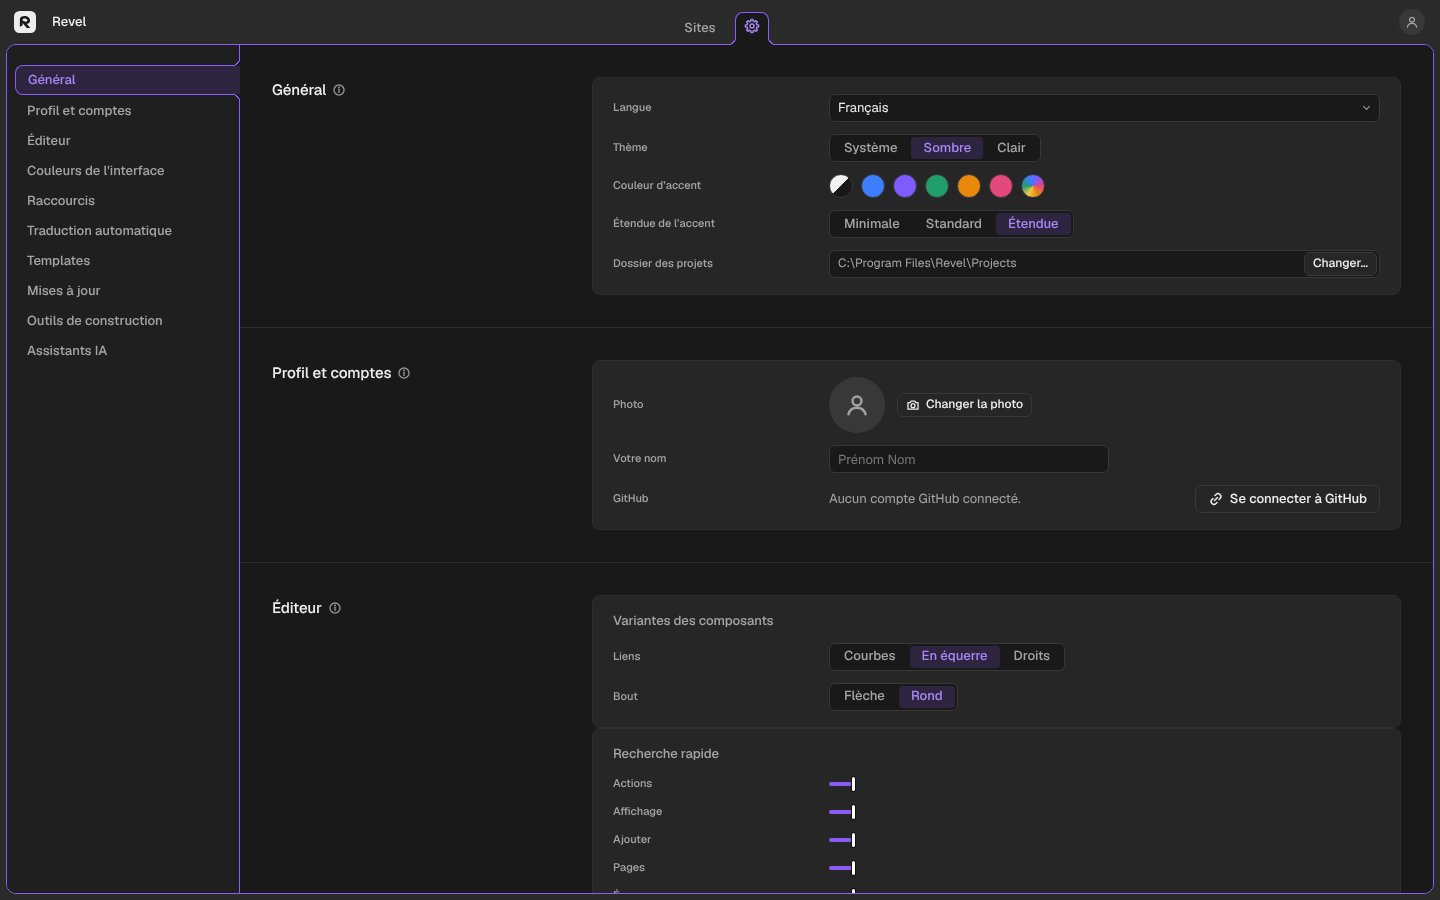 Revel
Sites
Général
Profil et comptes
Éditeur
Couleurs de l'interface
Raccourcis
Traduction automatique
Templates
Mises à jour
Outils de construction
Assistants IA
Général
Langue
Français
Thème
Système Sombre Clair
Couleur d'accent
Étendue de l'accent
Minimale Standard Étendue
Dossier des projets
C:\Program Files\Revel\Projects
Changer...
Profil et comptes
Photo
Changer la photo
Votre nom
Prénom Nom
GitHub
Aucun compte GitHub connecté.
Se connecter à GitHub
Éditeur
Variantes des composants
Liens
Courbes En équerre Droits
Bout
Flèche Rond
Recherche rapide
Actions
Affichage
Ajouter
Pages